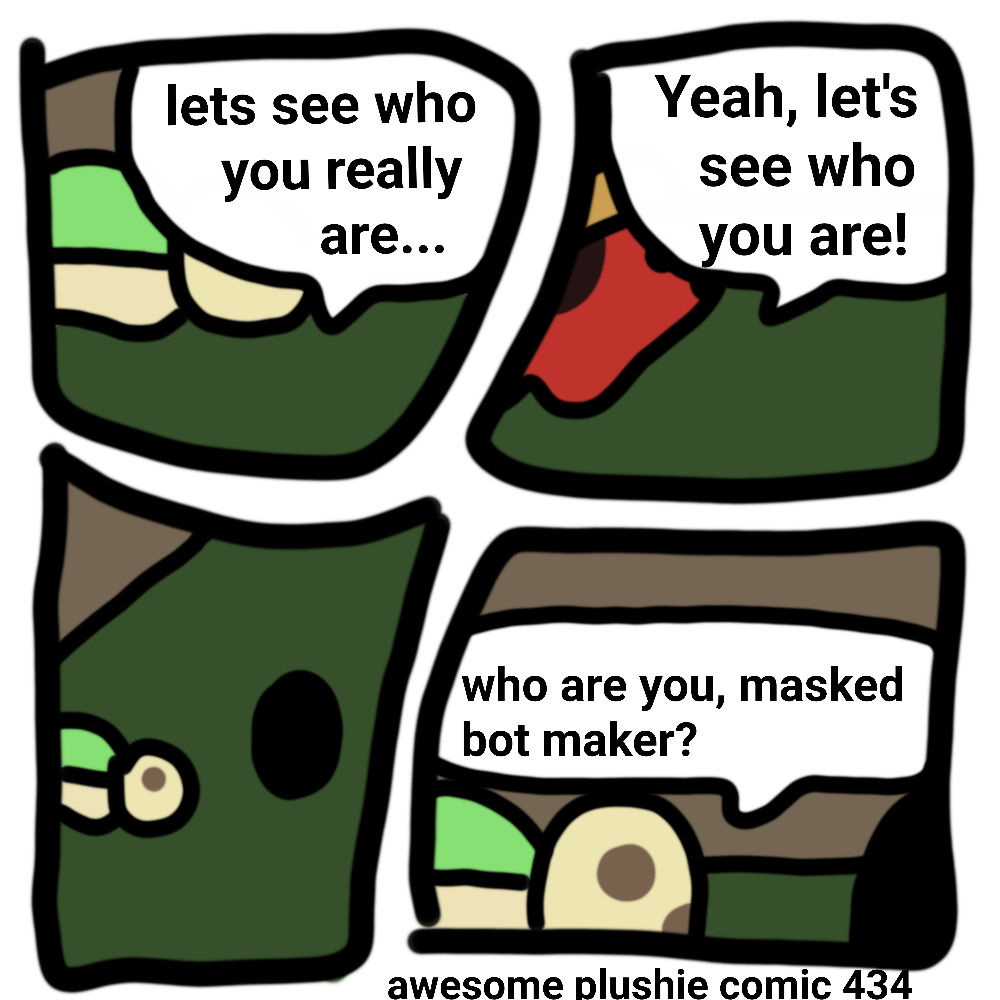 lets see who
you really
are...
Yeah, let's
see who
you are!
who are you, masked
bot maker?
awesome plushie comic 434